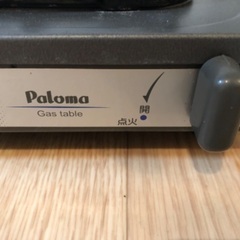 Paloma
Gas table
開
点火